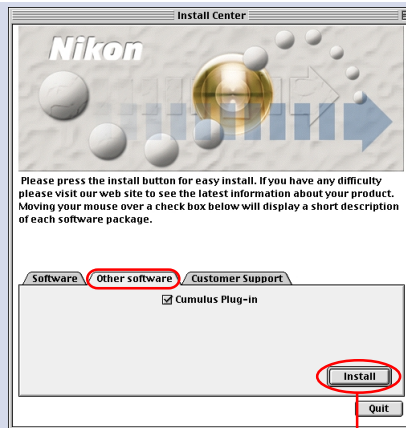 Install Center
Nikon
Please press the install button for easy install. If you have any difficulty
please visit our web site to see the latest information about your product.
Moving your mouse over a check box below will display a short description
of each software package.
Software Other software Customer Support
Cumulus Plug-in
Install
Quit